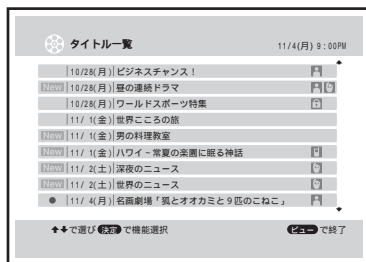 タイトル一覧 11/4(月) 9:00PM
10/28(月) ビジネスチャンス！
New 10/28(月) 昼の連続ドラマ
10/28(月) ワールドスポーツ特集
11/ 1(金) 世界こころの旅
New 11/ 1(金) 男の料理教室
New 11/ 1(金) ハワイ～常夏の楽園に眠る神話
New 11/ 2(土) 深夜のニュース
New 11/ 2(土) 世界のニュース
● 11/ 4(月) 名画劇場「狐とオオカミと9匹のこねこ」
↑↓で選び 決定 で機能選択 ビュー で終了